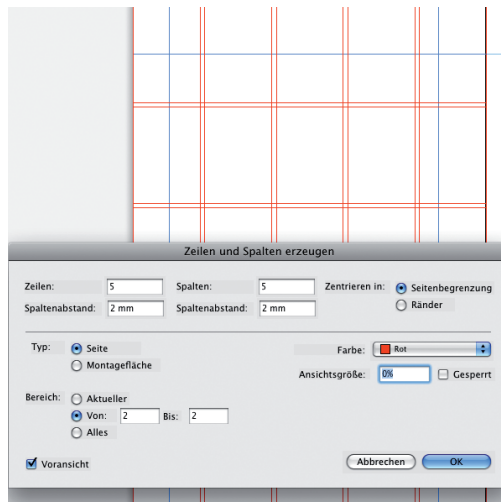 Zeilen und Spalten erzeugen
Zeilen: 5 Spalten: 5 Zentrieren in: Seitenbegrenzung
Spaltenabstand: 2 mm Spaltenabstand: 2 mm Ränder
Typ: Seite Farbe: Rot
Montagefläche
Ansichtsgröße: 0% Gesperrt
Bereich: Aktueller
Von: 2 Bis: 2
Alles
Voransicht Abbrechen OK